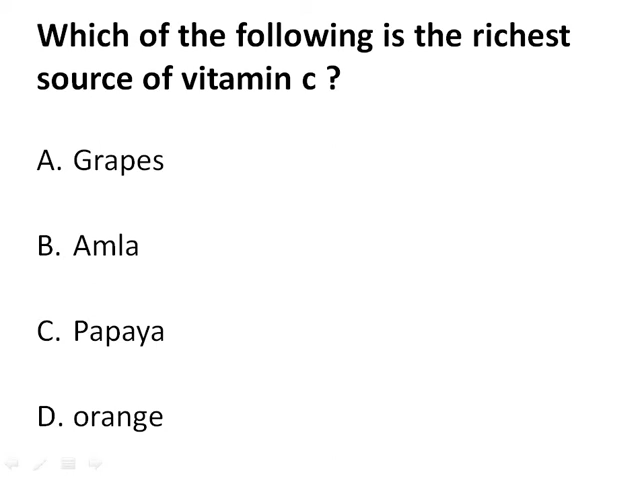 Which of the following is the richest
source of vitamin c ?
A. Grapes
B. Amla
C. Papaya
D. orange